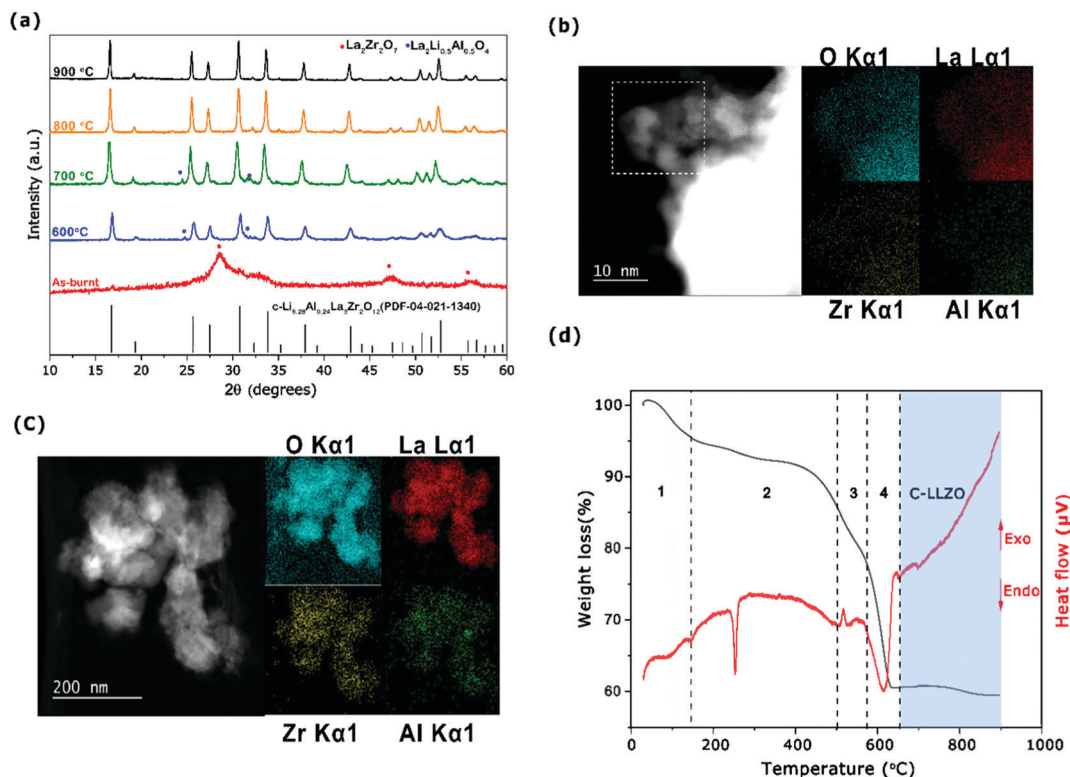 (a)
La2Zr2O7
La2Li0.5Al0.5O4
900 °C
800 °C
700 °C
600°C
As-burnt
c-Li6.28Al0.24La3Zr2O12(PDF-04-021-1340)
Intensity (a.u.)
10 15 20 25 30 35 40 45 50 55 60
2θ (degrees)
(b)
O Kα1 La Lα1
10 nm
Zr Kα1 Al Kα1
(C)
O Kα1 La Lα1
200 nm
Zr Kα1 Al Kα1
(d)
100
90
80
70
60
Weight loss(%)
1 2 3 4
C-LLZO
Exo
Endo
Heat flow (μV)
0 200 400 600 800 1000
Temperature (°C)